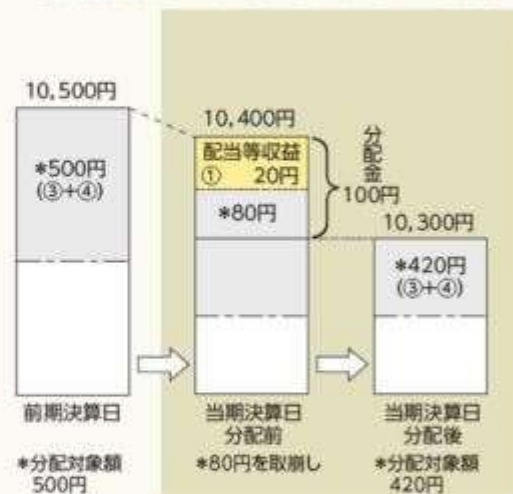 10,500円
*500円
(③+④)
前期決算日
*分配対象額
500円
10,400円
配当等収益
① 20円
*80円
分配金
100円
当期決算日
分配前
*80円を取崩し
10,300円
*420円
(③+④)
当期決算日
分配後
*分配対象額
420円